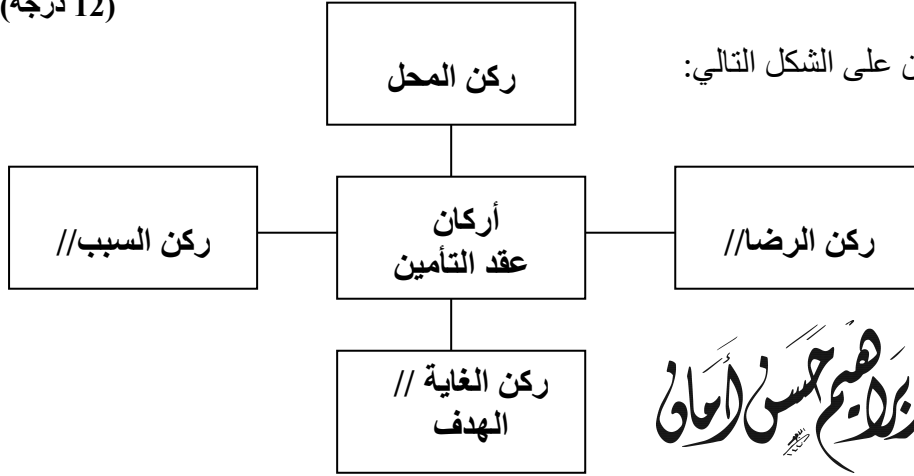 (12 درجة)
ن على الشكل التالي:
ركن المحل
أركان
عقد التأمين
ركن الرضا//
ركن السبب//
ركن الغاية //
الهدف
براهيم حسن أمان